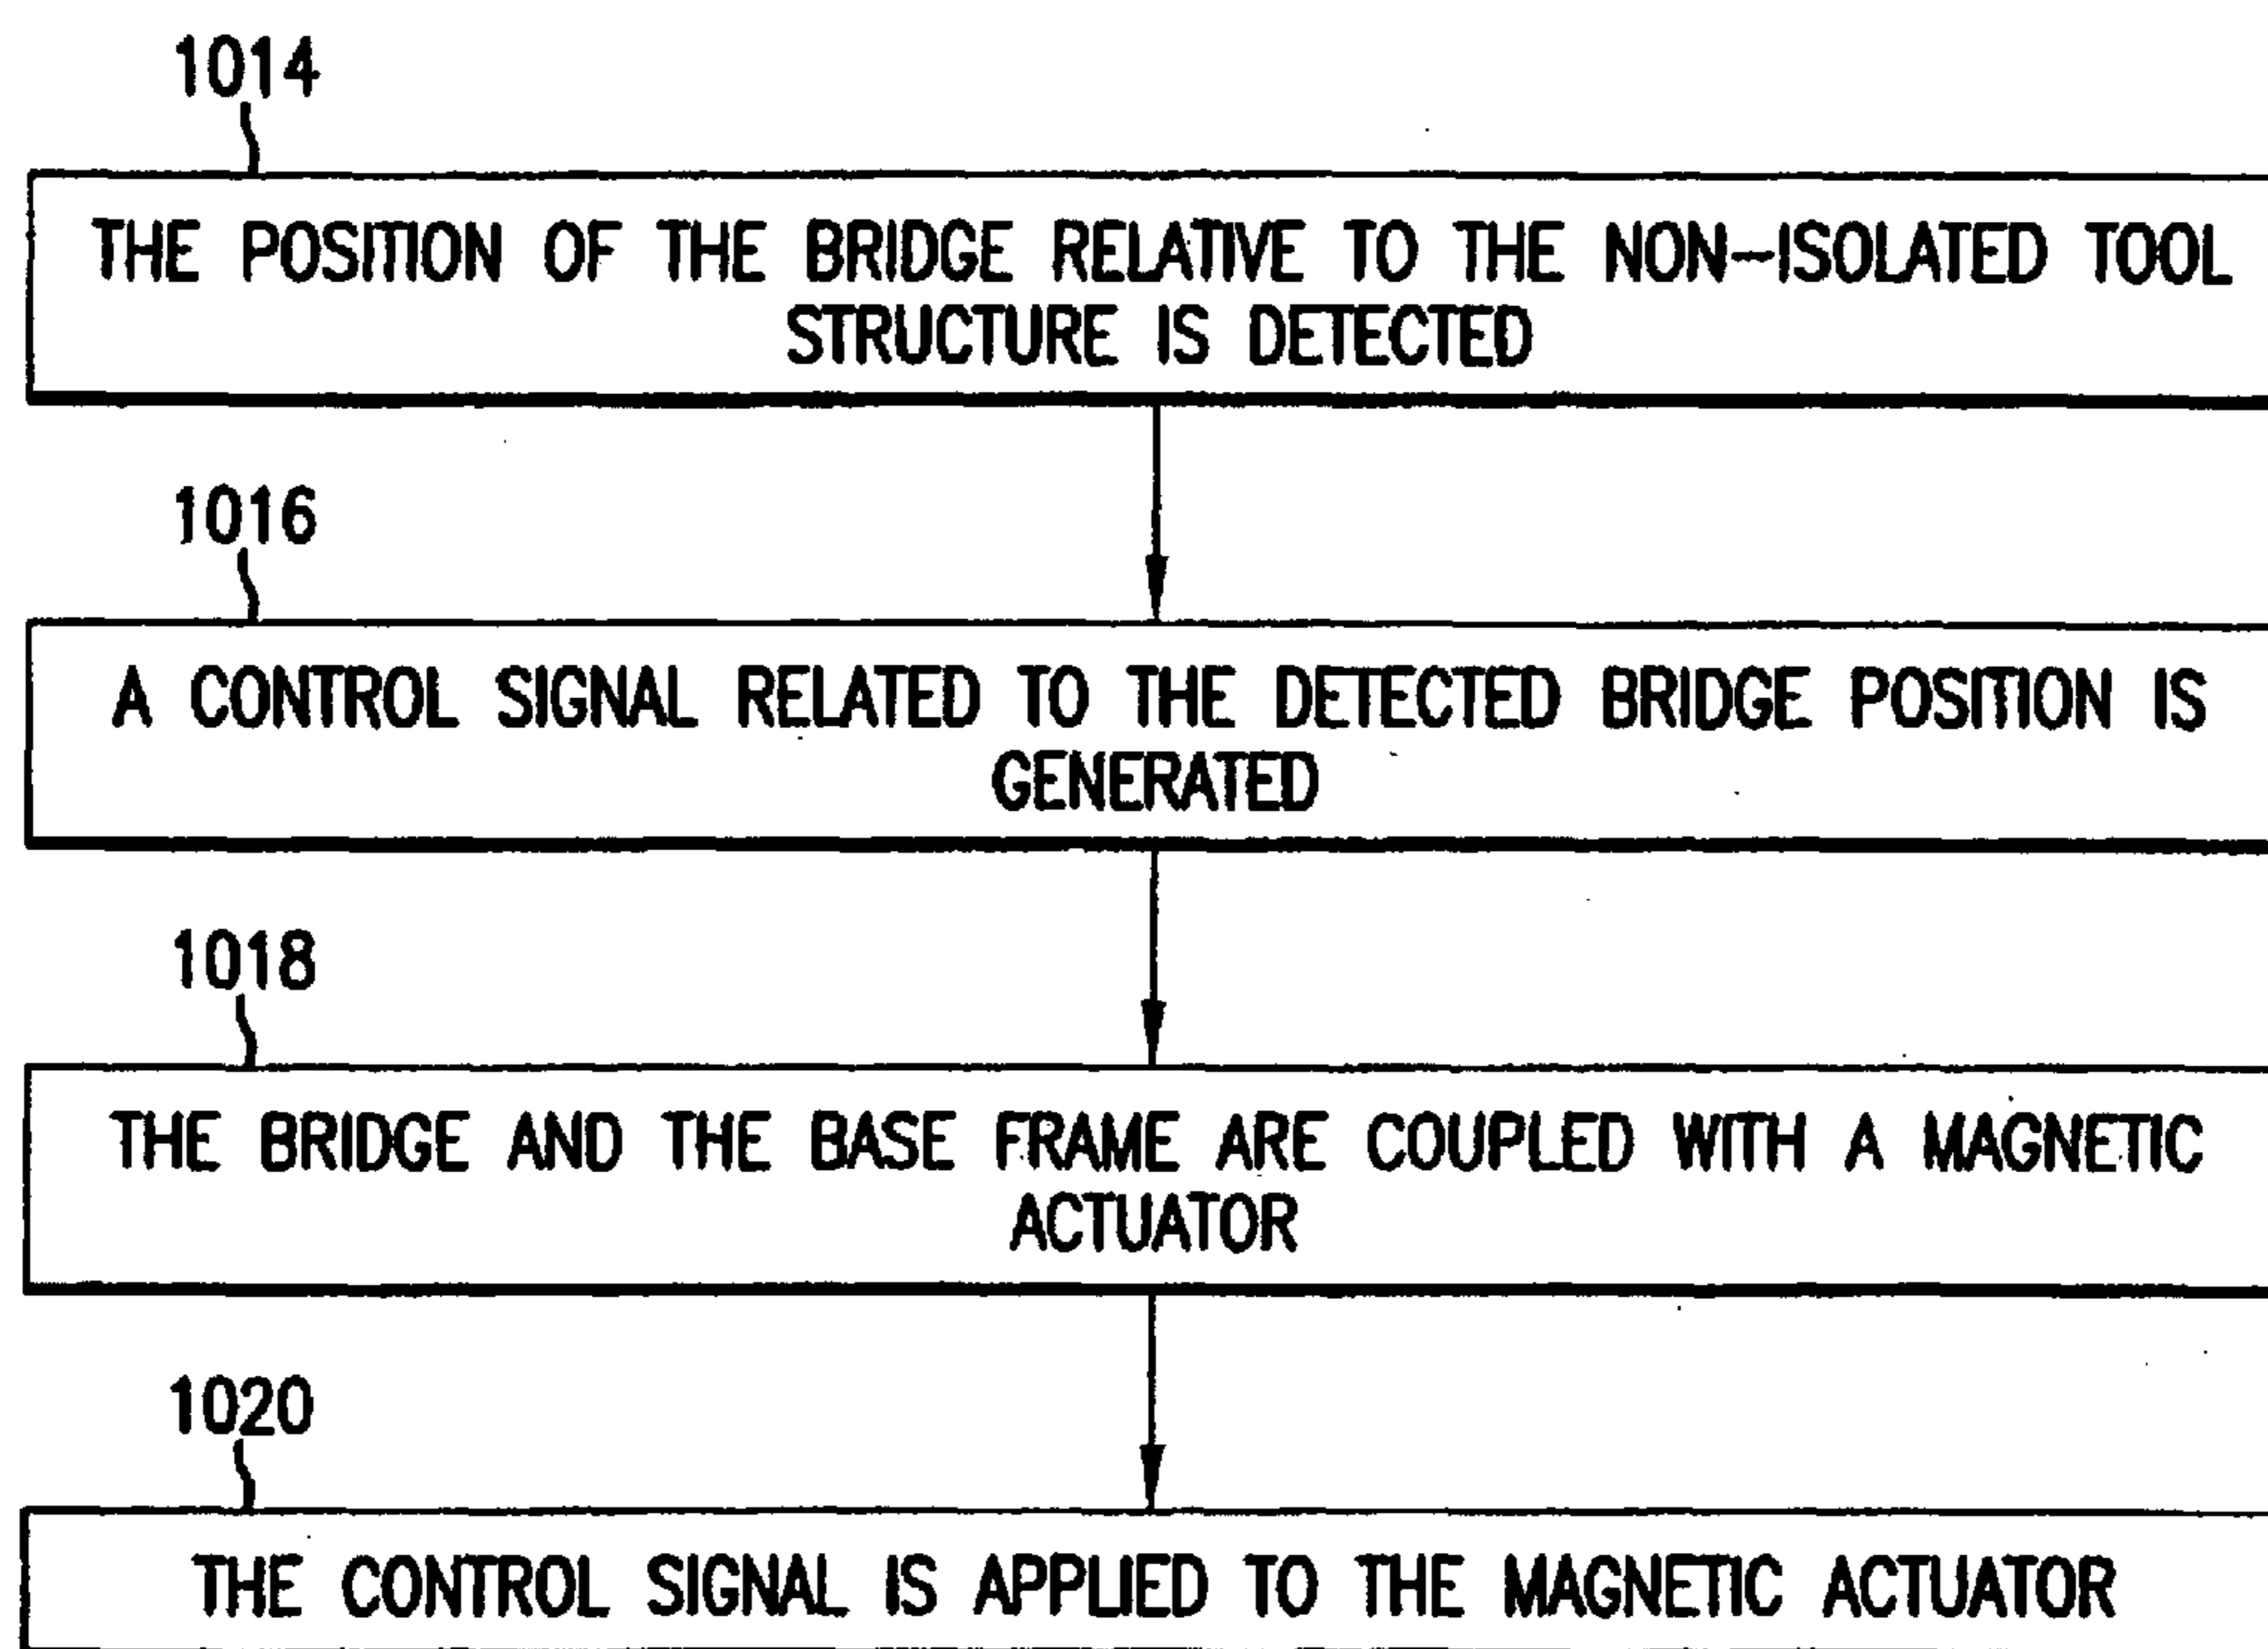 1014
THE POSITION OF THE BRIDGE RELATIVE TO THE NON-ISOLATED TOOL
STRUCTURE IS DETECTED
1016
A CONTROL SIGNAL RELATED TO THE DETECTED BRIDGE POSITION IS
GENERATED
1018
THE BRIDGE AND THE BASE FRAME ARE COUPLED WITH A MAGNETIC
ACTUATOR
1020
THE CONTROL SIGNAL IS APPLIED TO THE MAGNETIC ACTUATOR